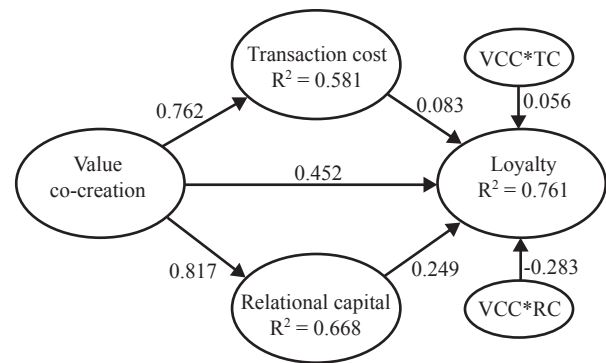 Transaction cost
R² = 0.581
VCC*TC
0.762
0.083
0.056
Value
co-creation
0.452
Loyalty
R² = 0.761
0.817
0.249
-0.283
Relational capital
R² = 0.668
VCC*RC